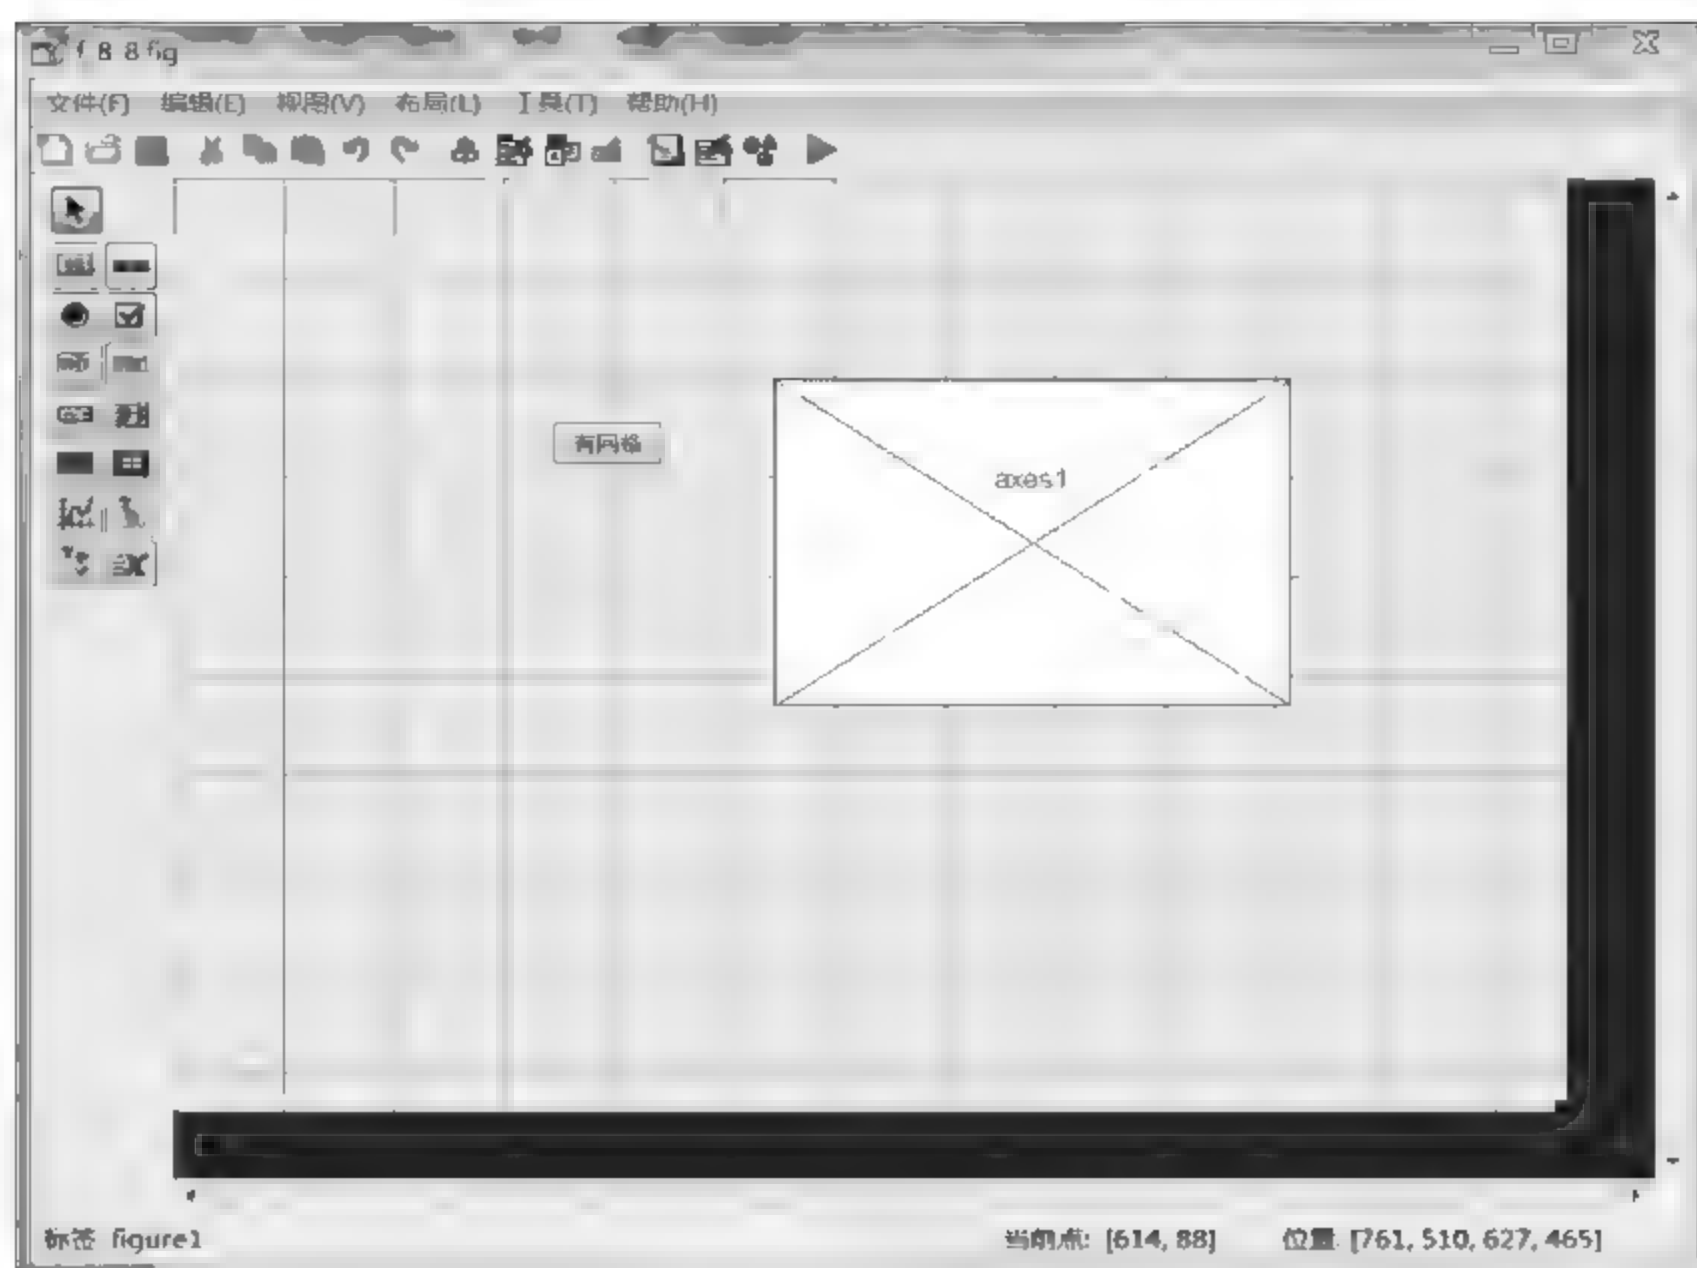 f 8 8 fig
文件(F) 编辑(E) 视图(V) 布局(L) 工具(T) 帮助(H)
有网格
axes1
标签 figure1 当前点: [614, 88] 位置: [761, 510, 627, 465]